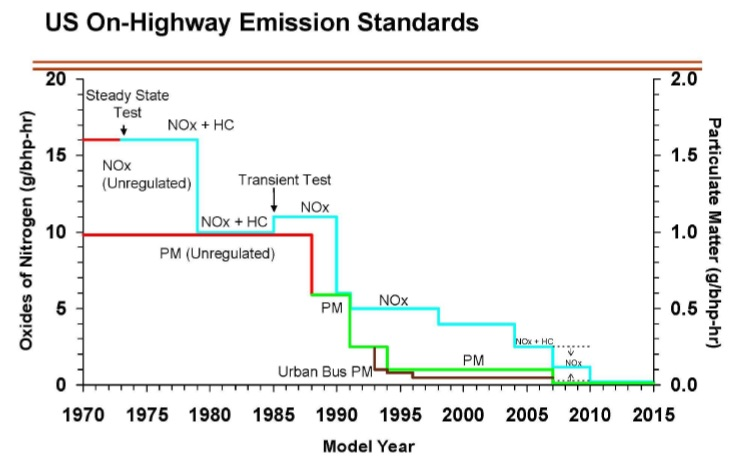 US On-Highway Emission Standards
20
2.0
Steady State
Test
NOx + HC
15
1.5
NOx
(Unregulated)
Transient Test
NOx
NOx + HC
10
1.0
PM (Unregulated)
Oxides of Nitrogen (g/bhp-hr)
Particulate Matter (g/bhp-hr)
5
PM
NOx
0.5
NOx + HC
NOx
PM
Urban Bus PM
0
0.0
1970 1975 1980 1985 1990 1995 2000 2005 2010 2015
Model Year